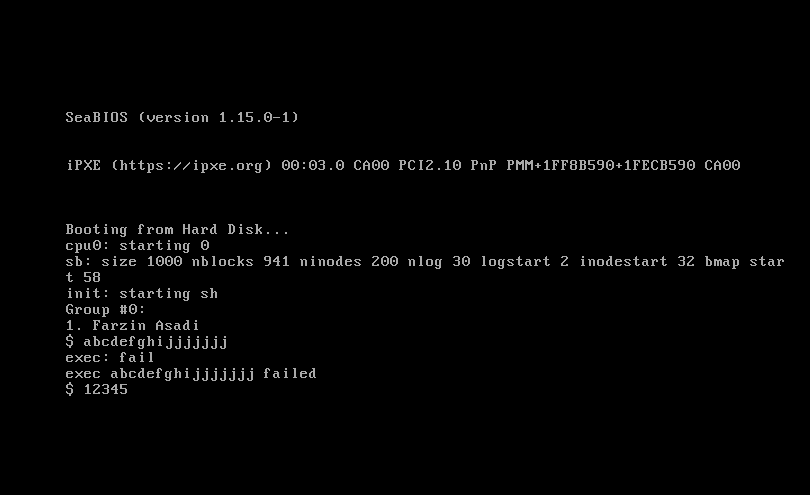 SeaBIOS (version 1.15.0-1)
iPXE (https://ipxe.org) 00:03.0 CA00 PCI2.10 PnP PMM+1FF8B590+1FECB590 CA00
Booting from Hard Disk...
cpu0: starting 0
sb: size 1000 nblocks 941 ninodes 200 nlog 30 logstart 2 inodestart 32 bmap star
t 58
init: starting sh
Group #0:
1. Farzin Asadi
$ abcdefghijjjjjjj
exec: fail
exec abcdefghijjjjjjj failed
$ 12345